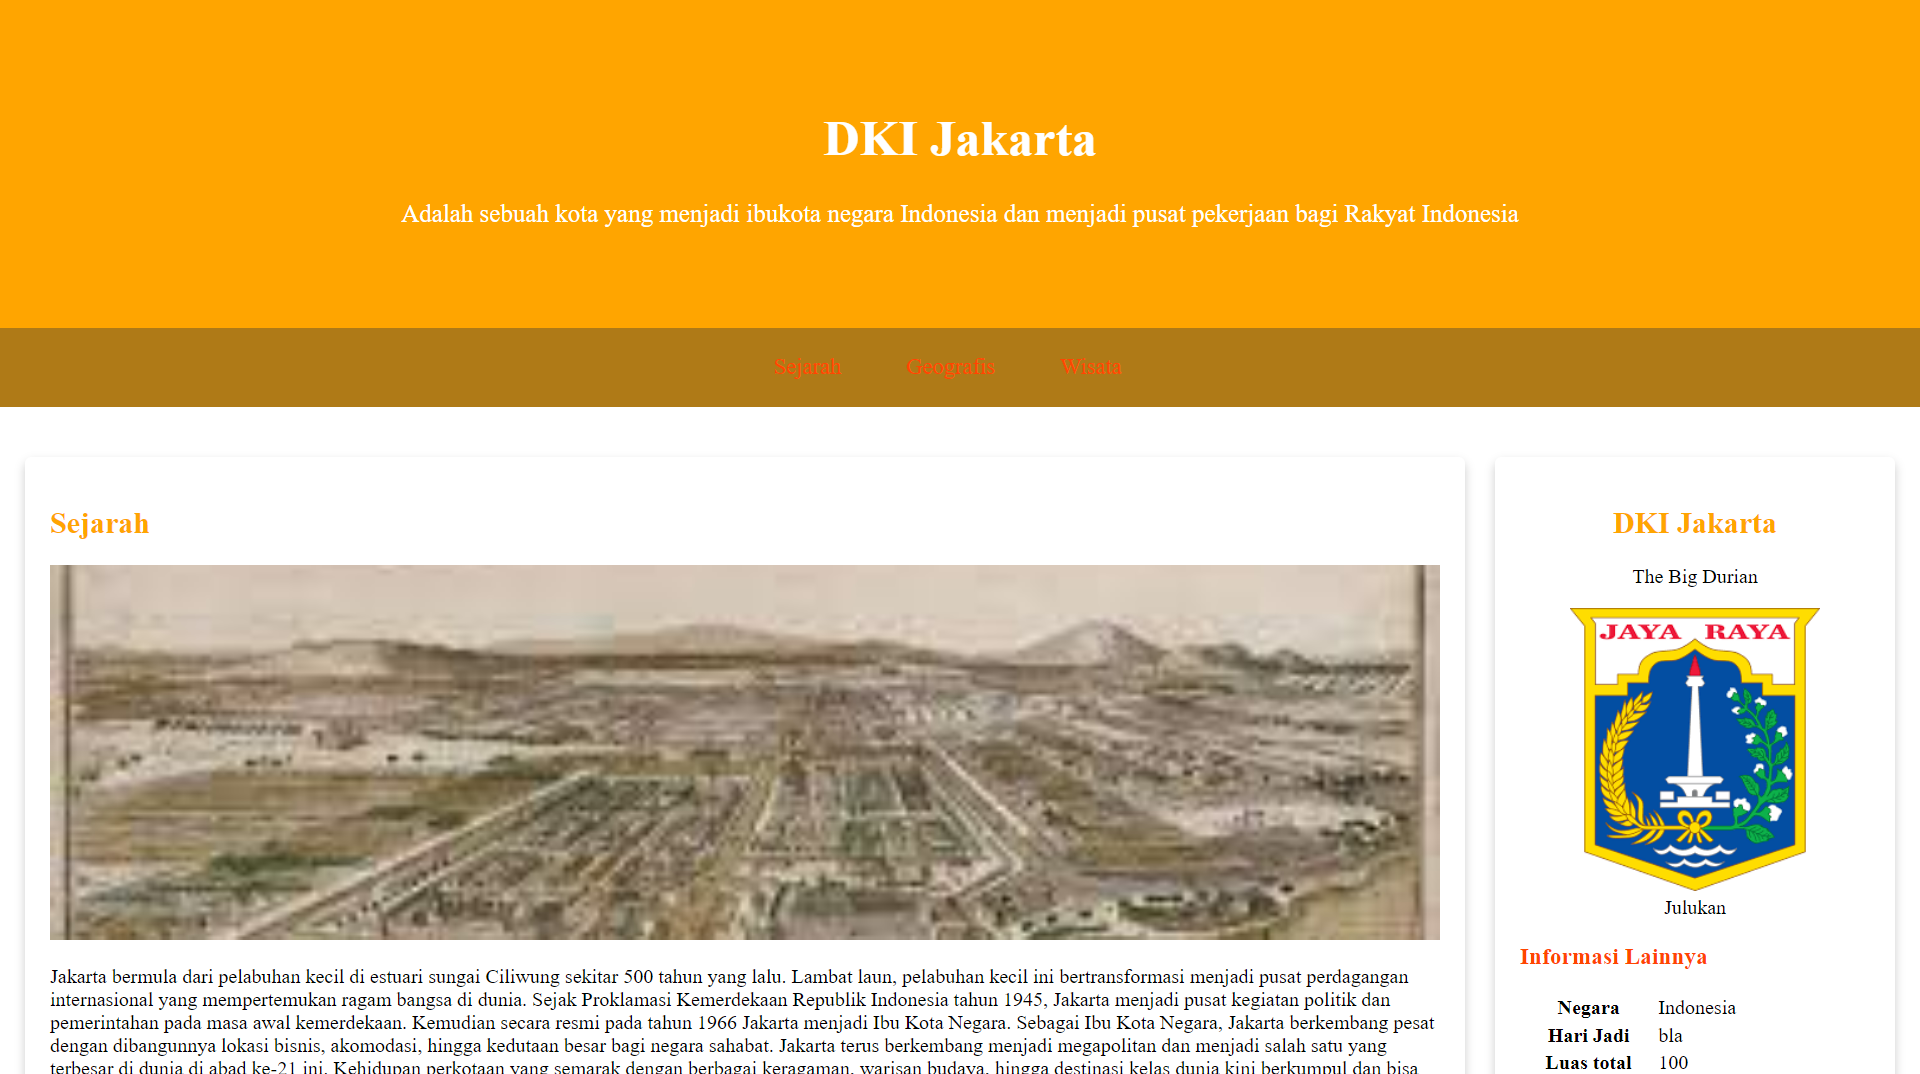 DKI Jakarta
Adalah sebuah kota yang menjadi ibukota negara Indonesia dan menjadi pusat pekerjaan bagi Rakyat Indonesia
Sejarah
Geografis
Wisata
Sejarah
Jakarta bermula dari pelabuhan kecil di estuari sungai Ciliwung sekitar 500 tahun yang lalu. Lambat laun, pelabuhan kecil ini bertransformasi menjadi pusat perdagangan
internasional yang mempertemukan ragam bangsa di dunia. Sejak Proklamasi Kemerdekaan Republik Indonesia tahun 1945, Jakarta menjadi pusat kegiatan politik dan
pemerintahan pada masa awal kemerdekaan. Kemudian secara resmi pada tahun 1966 Jakarta menjadi Ibu Kota Negara. Sebagai Ibu Kota Negara, Jakarta berkembang pesat
dengan dibangunnya lokasi bisnis, akomodasi, hingga kedutaan besar bagi negara sahabat. Jakarta terus berkembang menjadi megapolitan dan menjadi salah satu yang
terbesar di dunia di abad ke-21 ini. Kehidupan perkotaan yang semarak dengan berbagai keragaman, warisan budaya, hingga destinasi kelas dunia kini berkumpul dan bisa
DKI Jakarta
The Big Durian
JAYA RAYA
Julukan
Informasi Lainnya
Negara Indonesia
Hari Jadi bla
Luas total 100